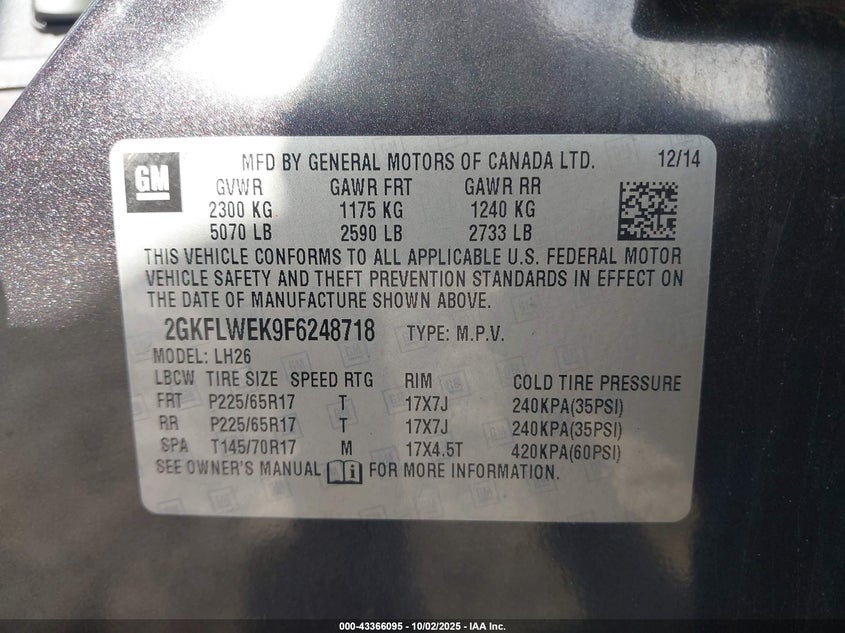 GM
MFD BY GENERAL MOTORS OF CANADA LTD. 12/14
GVWR GAWR FRT GAWR RR
2300 KG 1175 KG 1240 KG
5070 LB 2590 LB 2733 LB
THIS VEHICLE CONFORMS TO ALL APPLICABLE U.S. FEDERAL MOTOR
VEHICLE SAFETY AND THEFT PREVENTION STANDARDS IN EFFECT ON
THE DATE OF MANUFACTURE SHOWN ABOVE.
2GKFLWEK9F6248718 TYPE: M.P.V.
MODEL: LH26
LBCW TIRE SIZE SPEED RTG RIM COLD TIRE PRESSURE
FRT P225/65R17 T 17X7J 240KPA(35PSI)
RR P225/65R17 T 17X7J 240KPA(35PSI)
SPA T145/70R17 M 17X4.5T 420KPA(60PSI)
SEE OWNER'S MANUAL i FOR MORE INFORMATION.
000-43366095 - 10/02/2025 - IAA Inc.